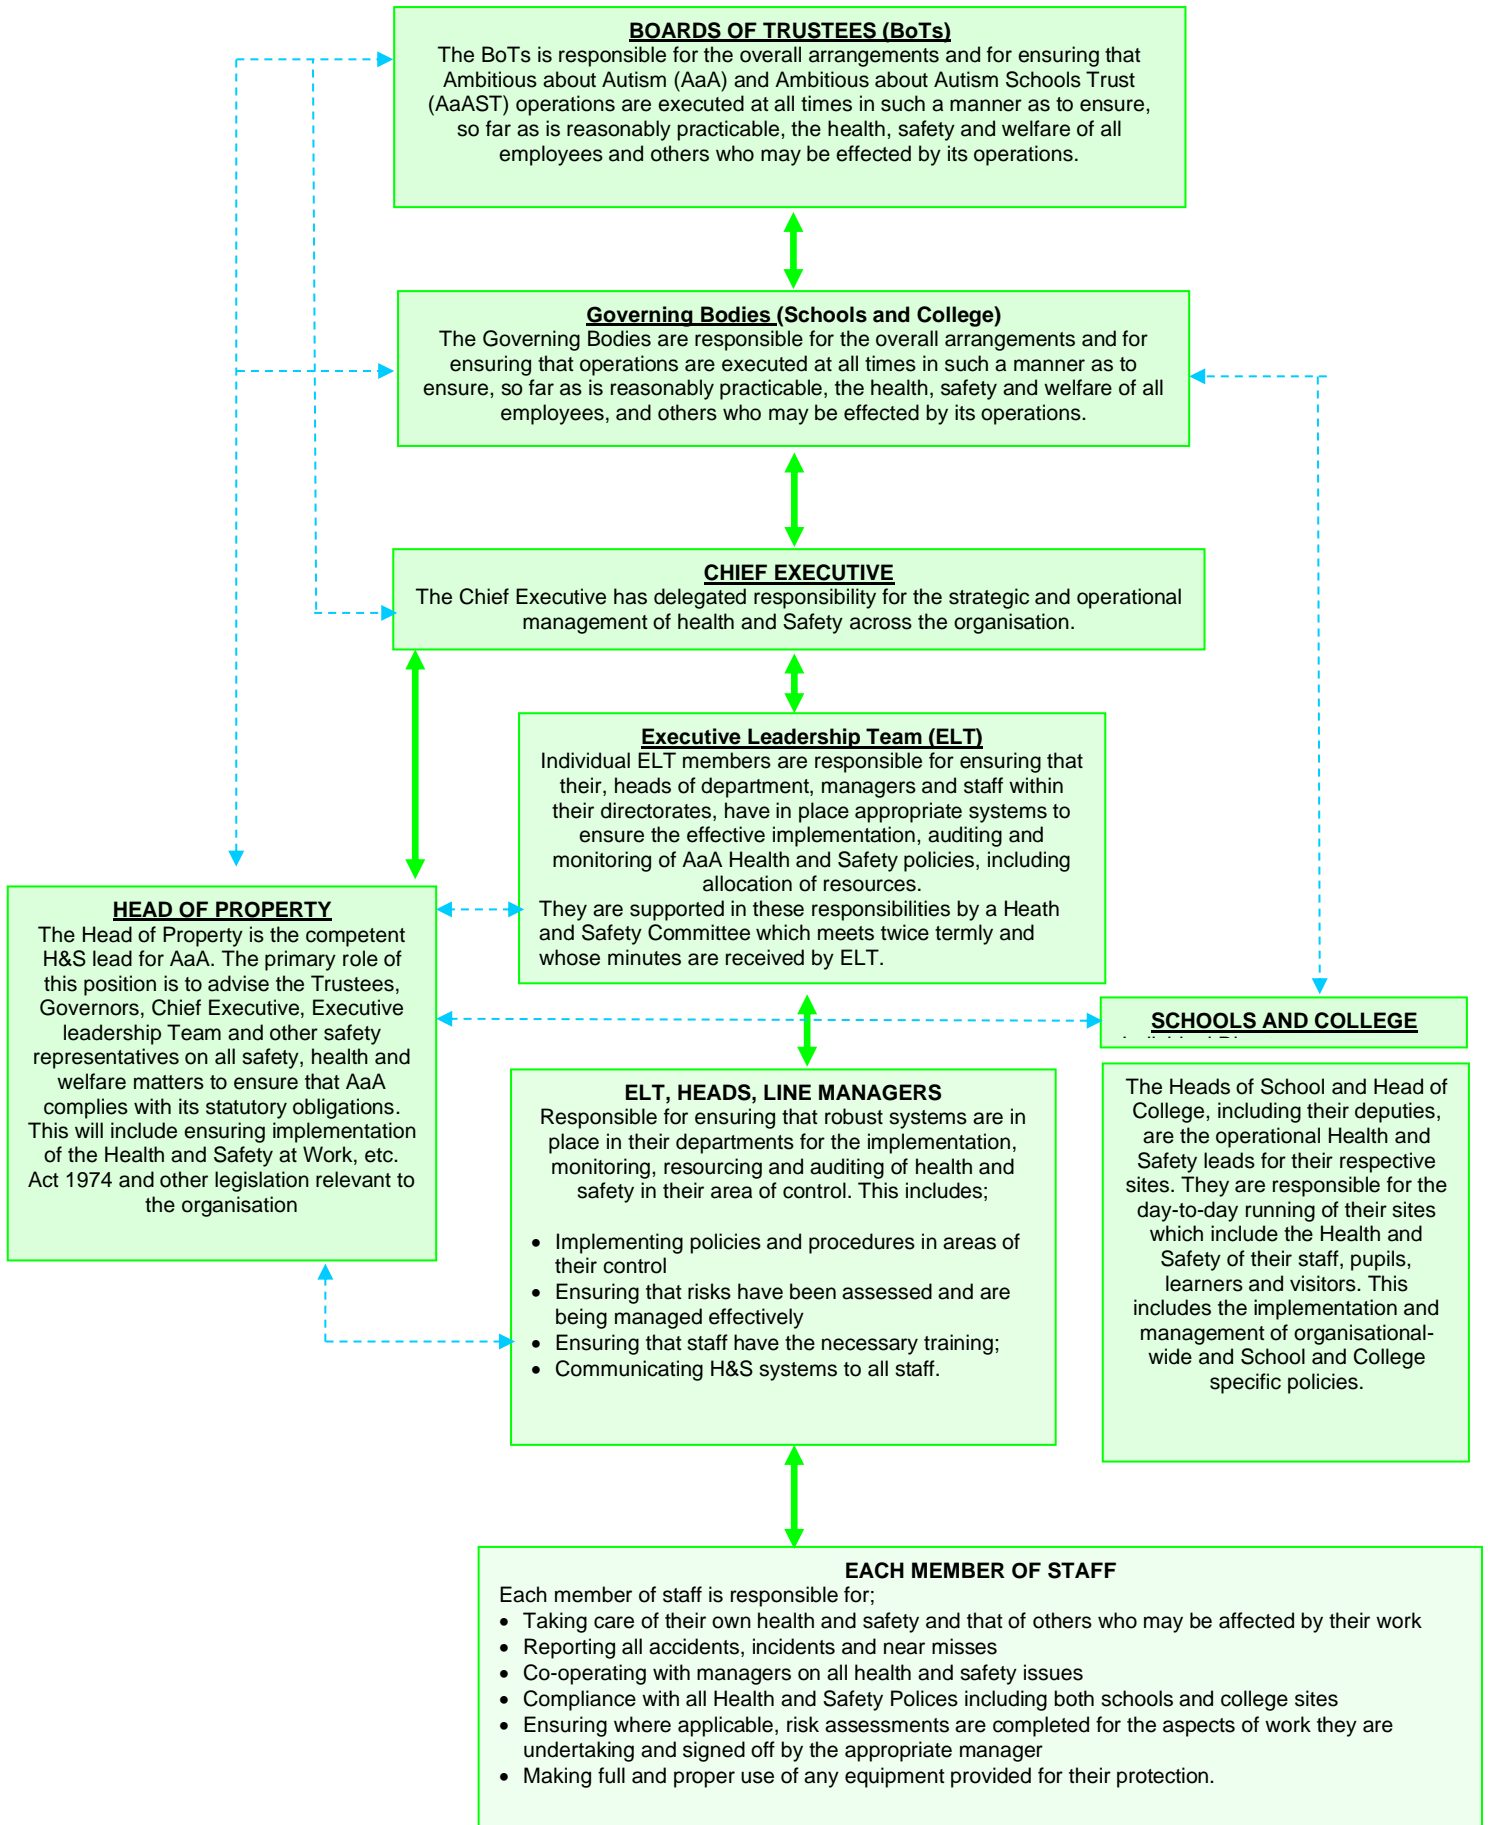 BOARDS OF TRUSTEES (BoTs)
The BoTs is responsible for the overall arrangements and for ensuring that
Ambitious about Autism (AaA) and Ambitious about Autism Schools Trust
(AaAST) operations are executed at all times in such a manner as to ensure,
so far as is reasonably practicable, the health, safety and welfare of all
employees and others who may be effected by its operations.
Governing Bodies (Schools and College)
The Governing Bodies are responsible for the overall arrangements and for
ensuring that operations are executed at all times in such a manner as to
ensure, so far as is reasonably practicable, the health, safety and welfare of all
employees, and others who may be effected by its operations.
CHIEF EXECUTIVE
The Chief Executive has delegated responsibility for the strategic and operational
management of health and Safety across the organisation.
Executive Leadership Team (ELT)
Individual ELT members are responsible for ensuring that
their, heads of department, managers and staff within
their directorates, have in place appropriate systems to
ensure the effective implementation, auditing and
monitoring of AaA Health and Safety policies, including
allocation of resources.
They are supported in these responsibilities by a Heath
and Safety Committee which meets twice termly and
whose minutes are received by ELT.
HEAD OF PROPERTY
The Head of Property is the competent
H&S lead for AaA. The primary role of
this position is to advise the Trustees,
Governors, Chief Executive, Executive
leadership Team and other safety
representatives on all safety, health and
welfare matters to ensure that AaA
complies with its statutory obligations.
This will include ensuring implementation
of the Health and Safety at Work, etc.
Act 1974 and other legislation relevant to
the organisation
SCHOOLS AND COLLEGE
The Heads of School and Head of
College, including their deputies,
are the operational Health and
Safety leads for their respective
sites. They are responsible for the
day-to-day running of their sites
which include the Health and
Safety of their staff, pupils,
learners and visitors. This
includes the implementation and
management of organisational-
wide and School and College
specific policies.
ELT, HEADS, LINE MANAGERS
Responsible for ensuring that robust systems are in
place in their departments for the implementation,
monitoring, resourcing and auditing of health and
safety in their area of control. This includes;
• Implementing policies and procedures in areas of
their control
• Ensuring that risks have been assessed and are
being managed effectively
• Ensuring that staff have the necessary training;
• Communicating H&S systems to all staff.
EACH MEMBER OF STAFF
Each member of staff is responsible for;
• Taking care of their own health and safety and that of others who may be affected by their work
• Reporting all accidents, incidents and near misses
• Co-operating with managers on all health and safety issues
• Compliance with all Health and Safety Polices including both schools and college sites
• Ensuring where applicable, risk assessments are completed for the aspects of work they are
undertaking and signed off by the appropriate manager
• Making full and proper use of any equipment provided for their protection.